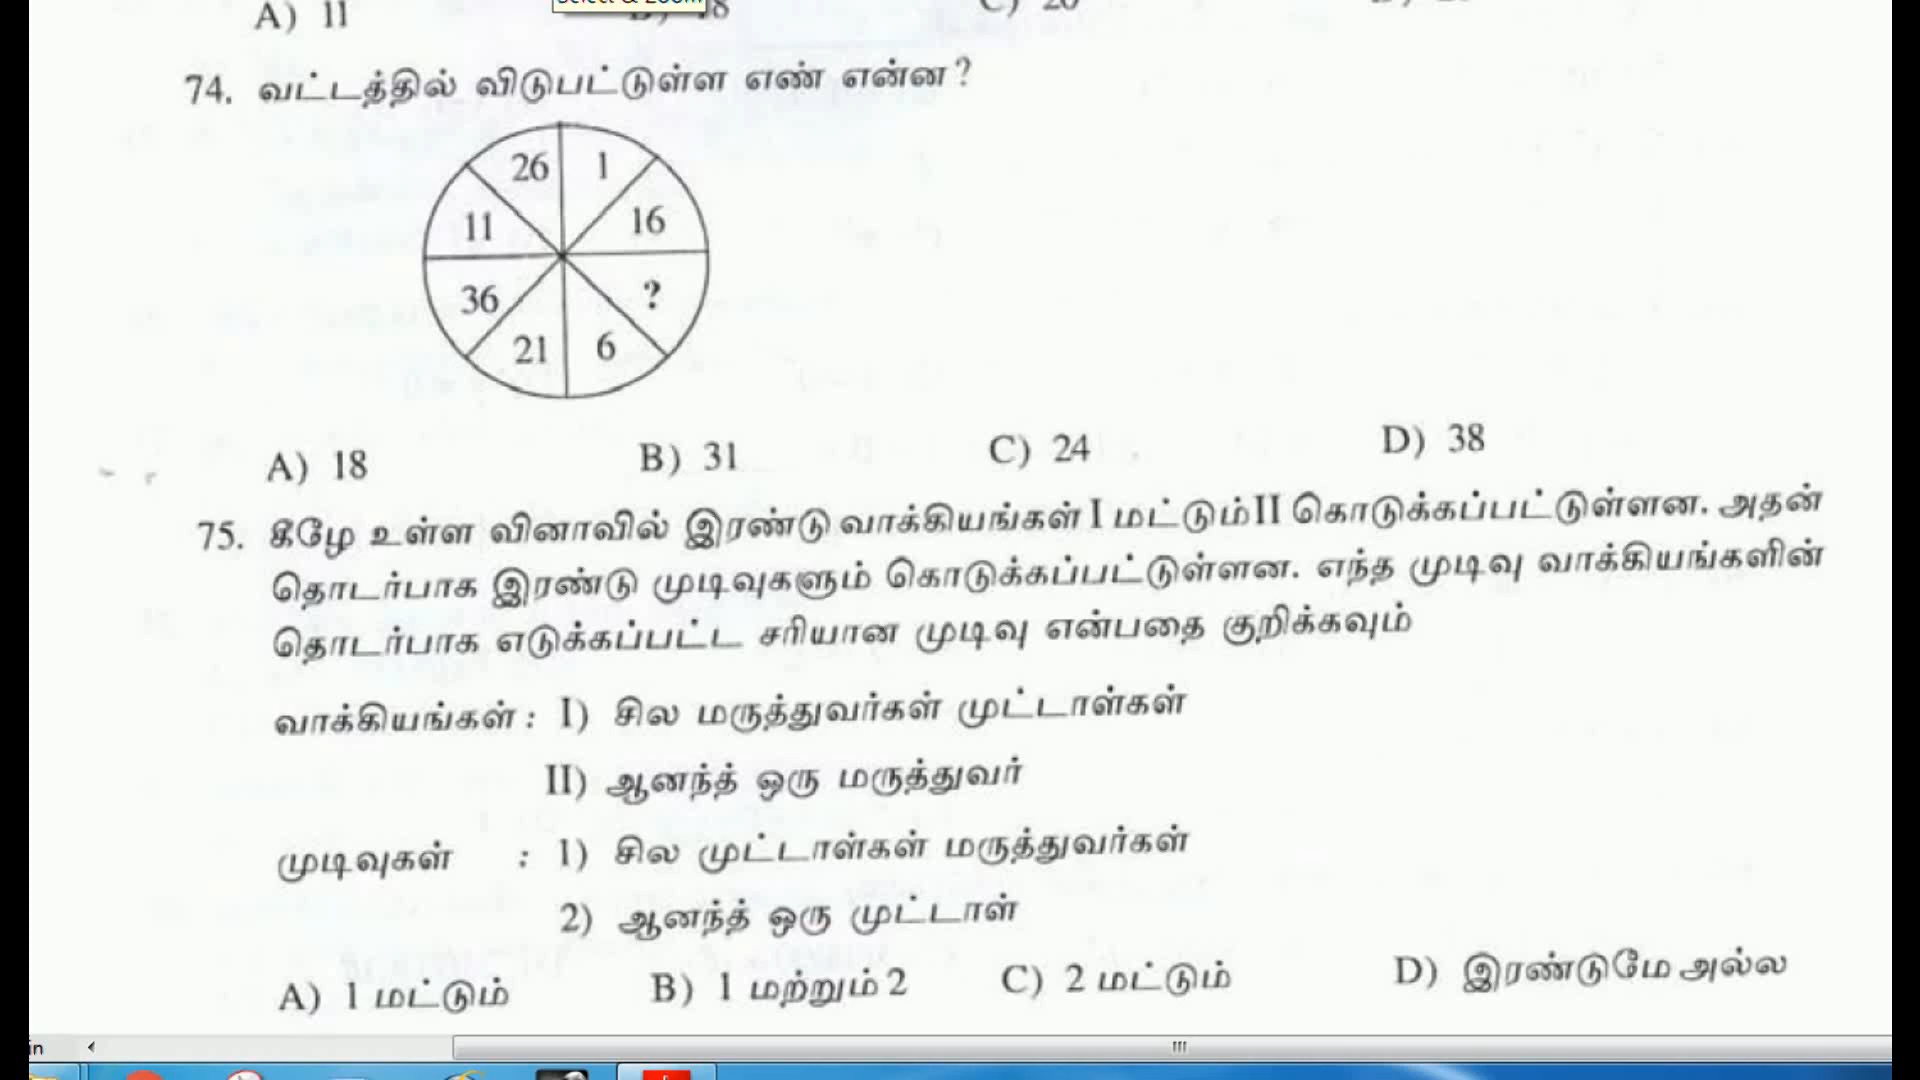 A) 11
74. வட்டத்தில் விடுபட்டுள்ள எண் என்ன?
26 1
11 16
36 ?
21 6
A) 18 B) 31 C) 24 D) 38
75. கீழே உள்ள வினாவில் இரண்டு வாக்கியங்கள் I மட்டும் II கொடுக்கப்பட்டுள்ளன. அதன்
தொடர்பாக இரண்டு முடிவுகளும் கொடுக்கப்பட்டுள்ளன. எந்த முடிவு வாக்கியங்களின்
தொடர்பாக எடுக்கப்பட்ட சரியான முடிவு என்பதை குறிக்கவும்
வாக்கியங்கள் : I) சில மருத்துவர்கள் முட்டாள்கள்
II) ஆனந்த் ஒரு மருத்துவர்
முடிவுகள் : 1) சில முட்டாள்கள் மருத்துவர்கள்
2) ஆனந்த் ஒரு முட்டாள்
A) 1 மட்டும் B) 1 மற்றும் 2 C) 2 மட்டும் D) இரண்டுமே அல்ல
in